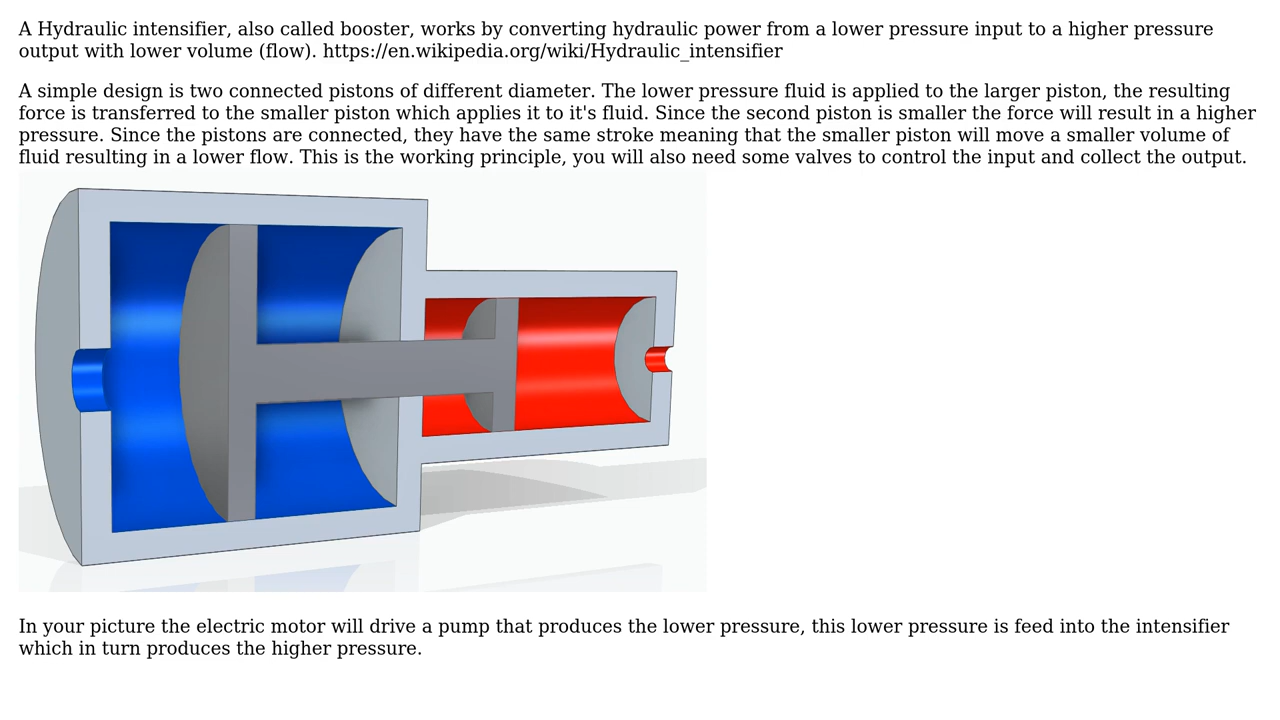 A Hydraulic intensifier, also called booster, works by converting hydraulic power from a lower pressure input to a higher pressure
output with lower volume (flow). https://en.wikipedia.org/wiki/Hydraulic_intensifier
A simple design is two connected pistons of different diameter. The lower pressure fluid is applied to the larger piston, the resulting
force is transferred to the smaller piston which applies it to it's fluid. Since the second piston is smaller the force will result in a higher
pressure. Since the pistons are connected, they have the same stroke meaning that the smaller piston will move a smaller volume of
fluid resulting in a lower flow. This is the working principle, you will also need some valves to control the input and collect the output.
In your picture the electric motor will drive a pump that produces the lower pressure, this lower pressure is feed into the intensifier
which in turn produces the higher pressure.